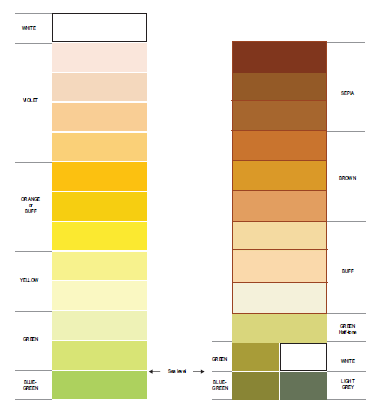 WHITE
VIOLET
ORANGE
or
BUFF
YELLOW
GREEN
BLUE-
GREEN
Sea level
SEPIA
BROWN
BUFF
GREEN
Half-tone
GREEN
WHITE
BLUE-
GREEN
LIGHT
GREY